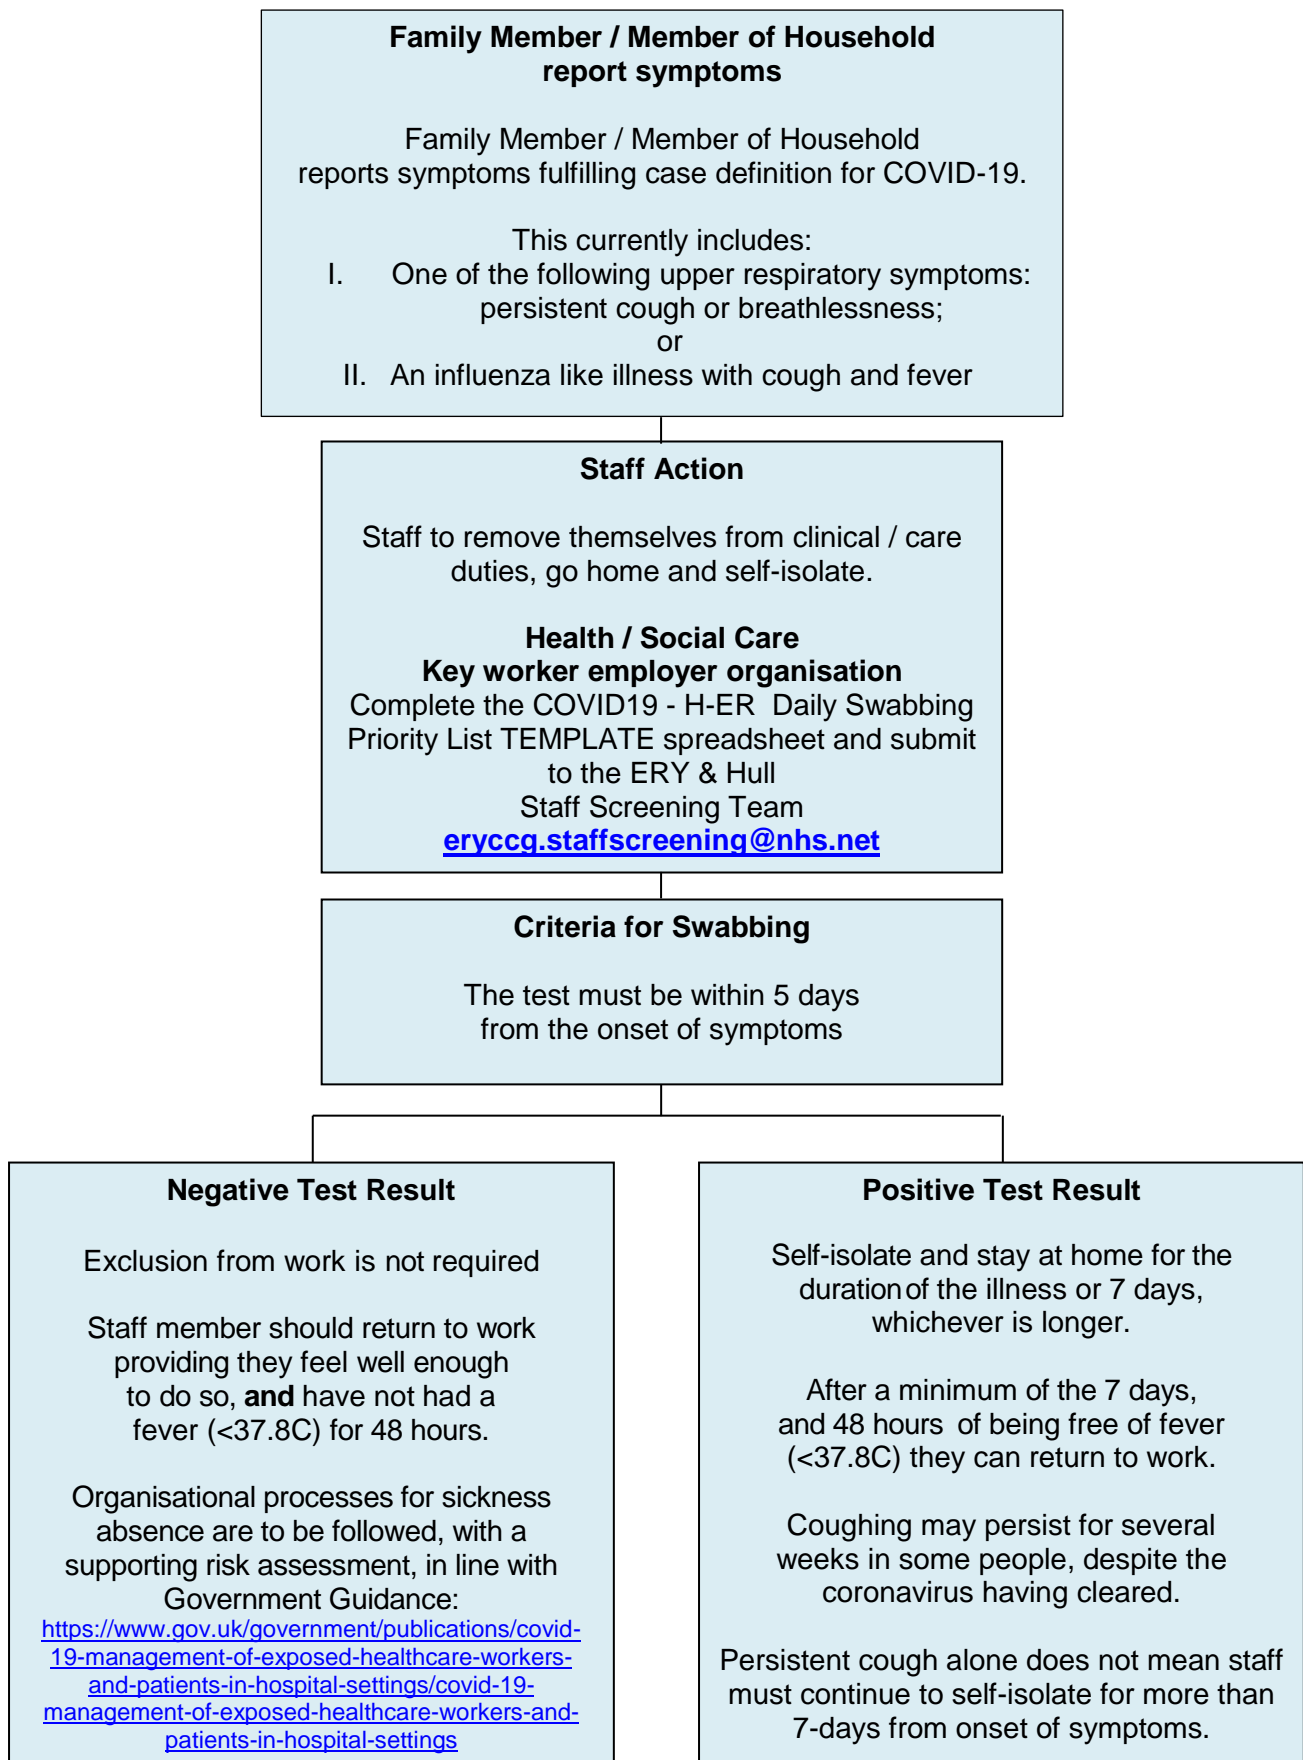 Family Member / Member of Household
report symptoms
Family Member / Member of Household
reports symptoms fulfilling case definition for COVID-19.
This currently includes:
I. One of the following upper respiratory symptoms:
persistent cough or breathlessness;
or
II. An influenza like illness with cough and fever
Staff Action
Staff to remove themselves from clinical / care
duties, go home and self-isolate.
Health / Social Care
Key worker employer organisation
Complete the COVID19 - H-ER Daily Swabbing
Priority List TEMPLATE spreadsheet and submit
to the ERY & Hull
Staff Screening Team
eryccg.staffscreening@nhs.net
Criteria for Swabbing
The test must be within 5 days
from the onset of symptoms
Negative Test Result
Exclusion from work is not required
Staff member should return to work
providing they feel well enough
to do so, and have not had a
fever (<37.8C) for 48 hours.
Organisational processes for sickness
absence are to be followed, with a
supporting risk assessment, in line with
Government Guidance:
https://www.gov.uk/government/publications/covid-
19-management-of-exposed-healthcare-workers-
and-patients-in-hospital-settings/covid-19-
management-of-exposed-healthcare-workers-and-
patients-in-hospital-settings
Positive Test Result
Self-isolate and stay at home for the
duration of the illness or 7 days,
whichever is longer.
After a minimum of the 7 days,
and 48 hours of being free of fever
(<37.8C) they can return to work.
Coughing may persist for several
weeks in some people, despite the
coronavirus having cleared.
Persistent cough alone does not mean staff
must continue to self-isolate for more than
7-days from onset of symptoms.